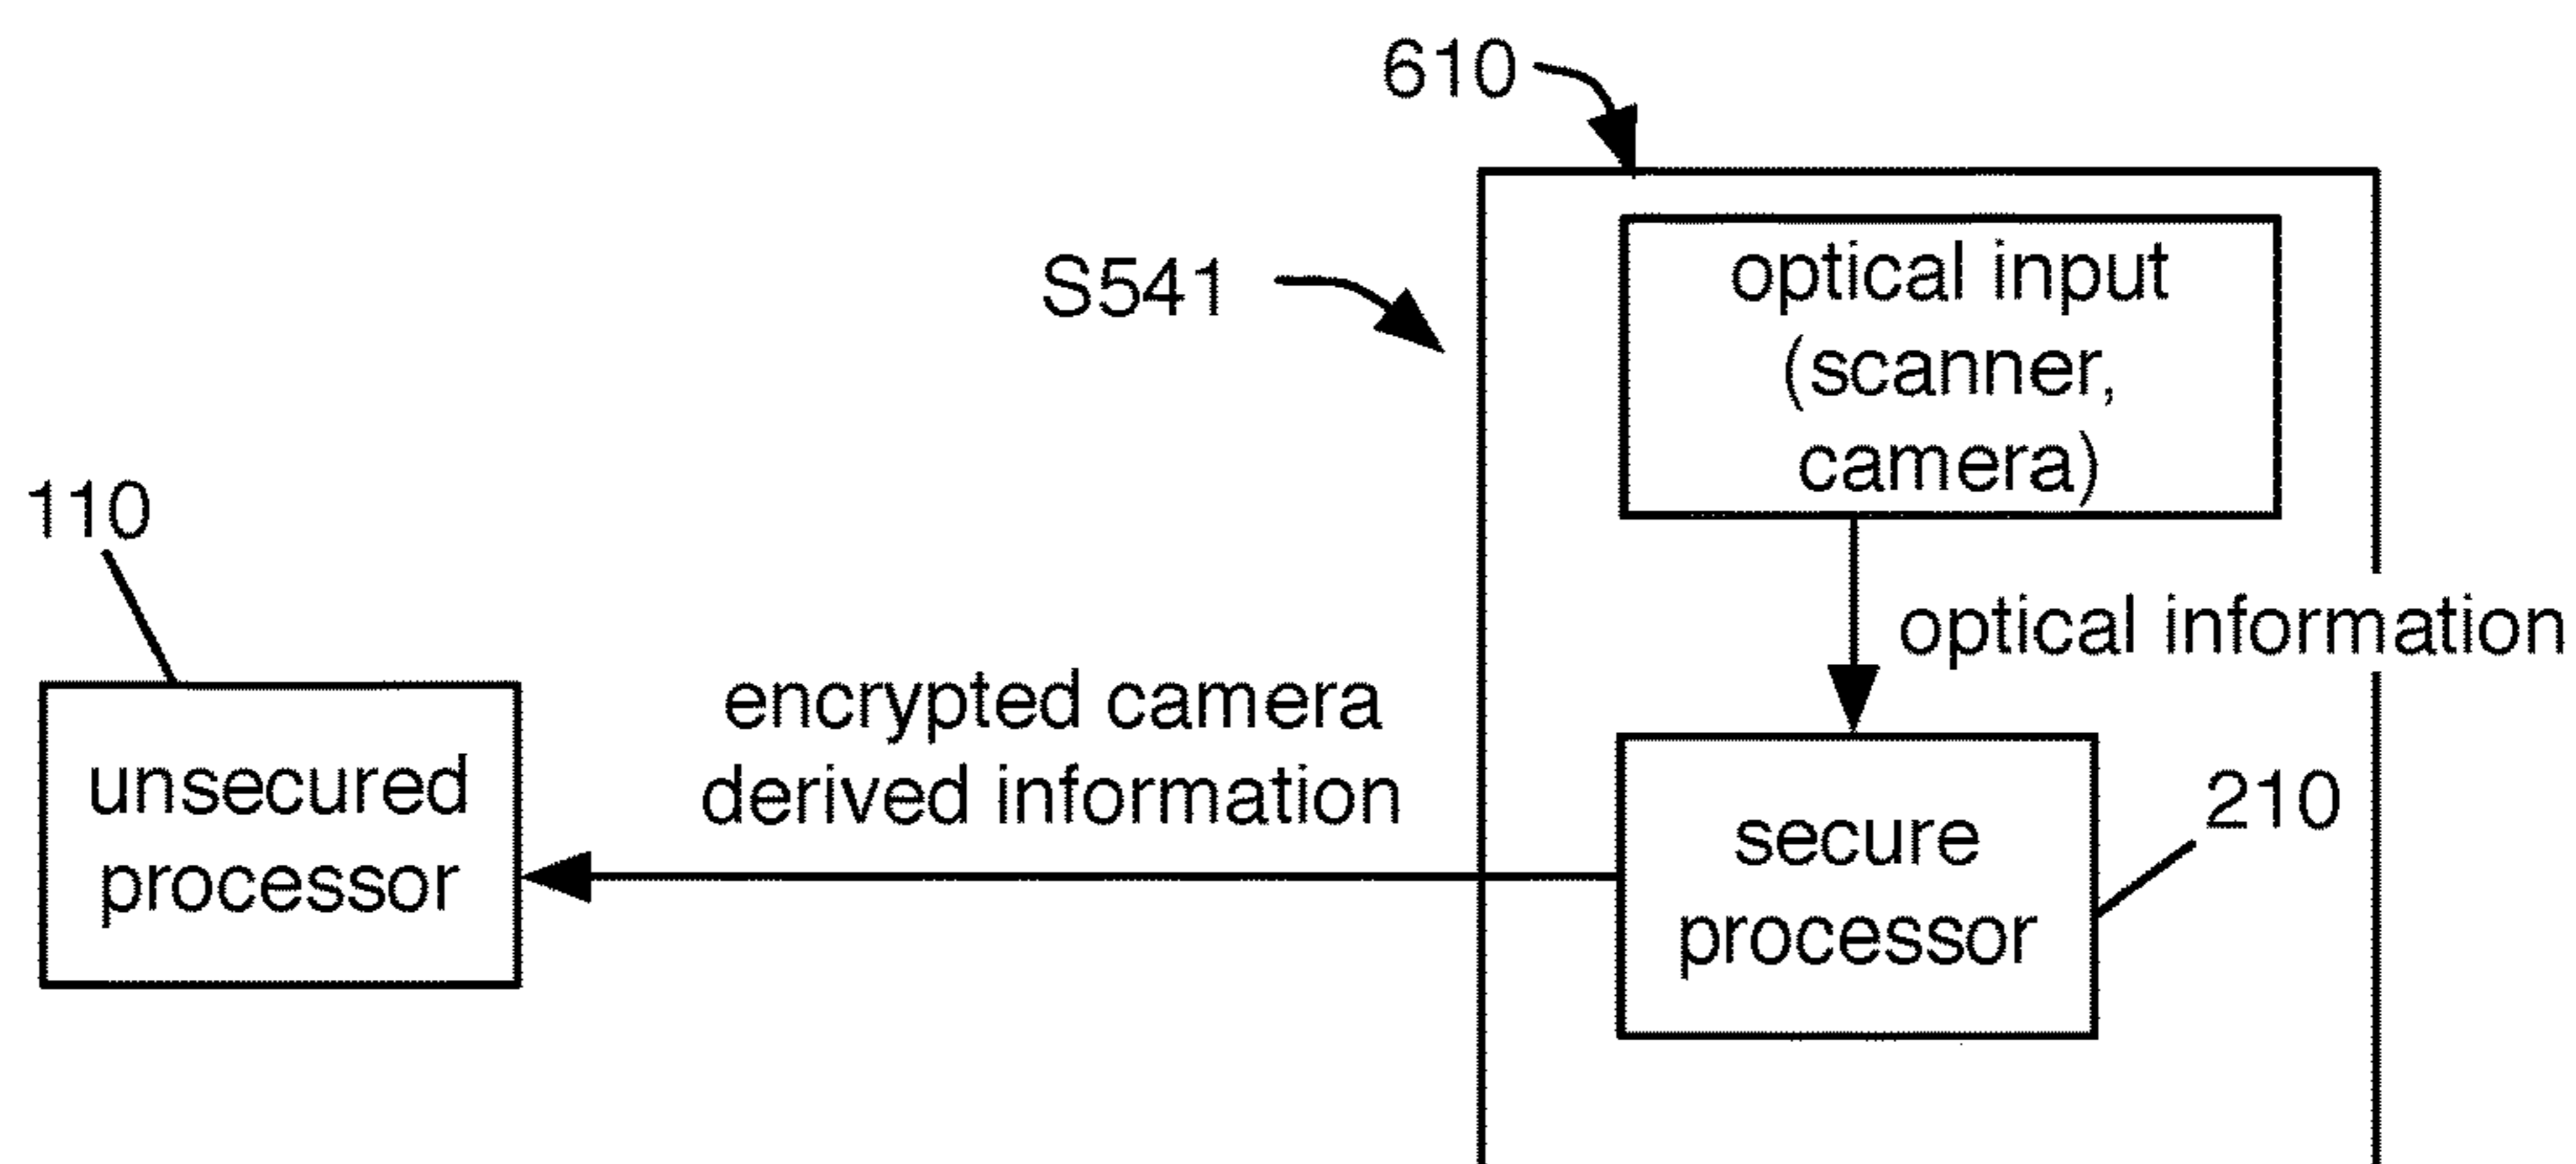 610
S541
optical input
(scanner,
camera)
110
optical information
encrypted camera
derived information
unsecured
processor
secure
processor
210